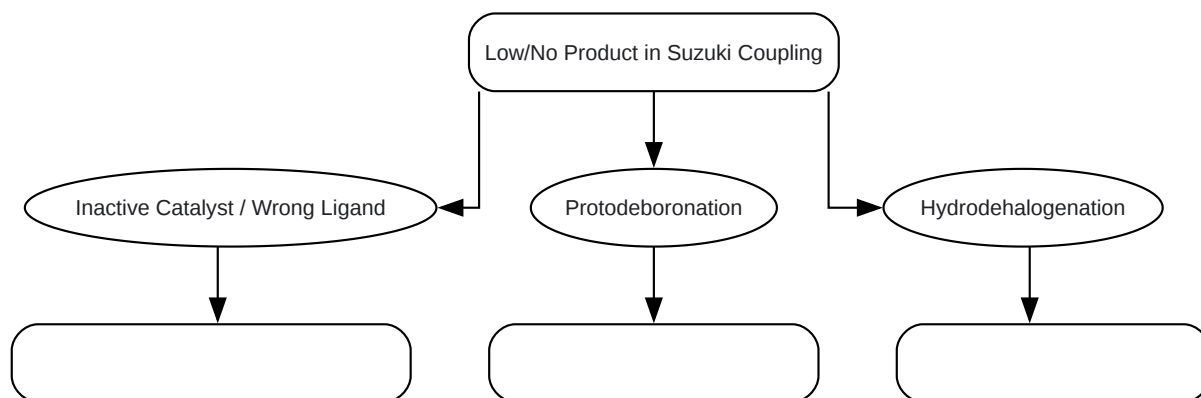 Low/No Product in Suzuki Coupling
Inactive Catalyst / Wrong Ligand
Protodeboronation
Hydrodehalogenation